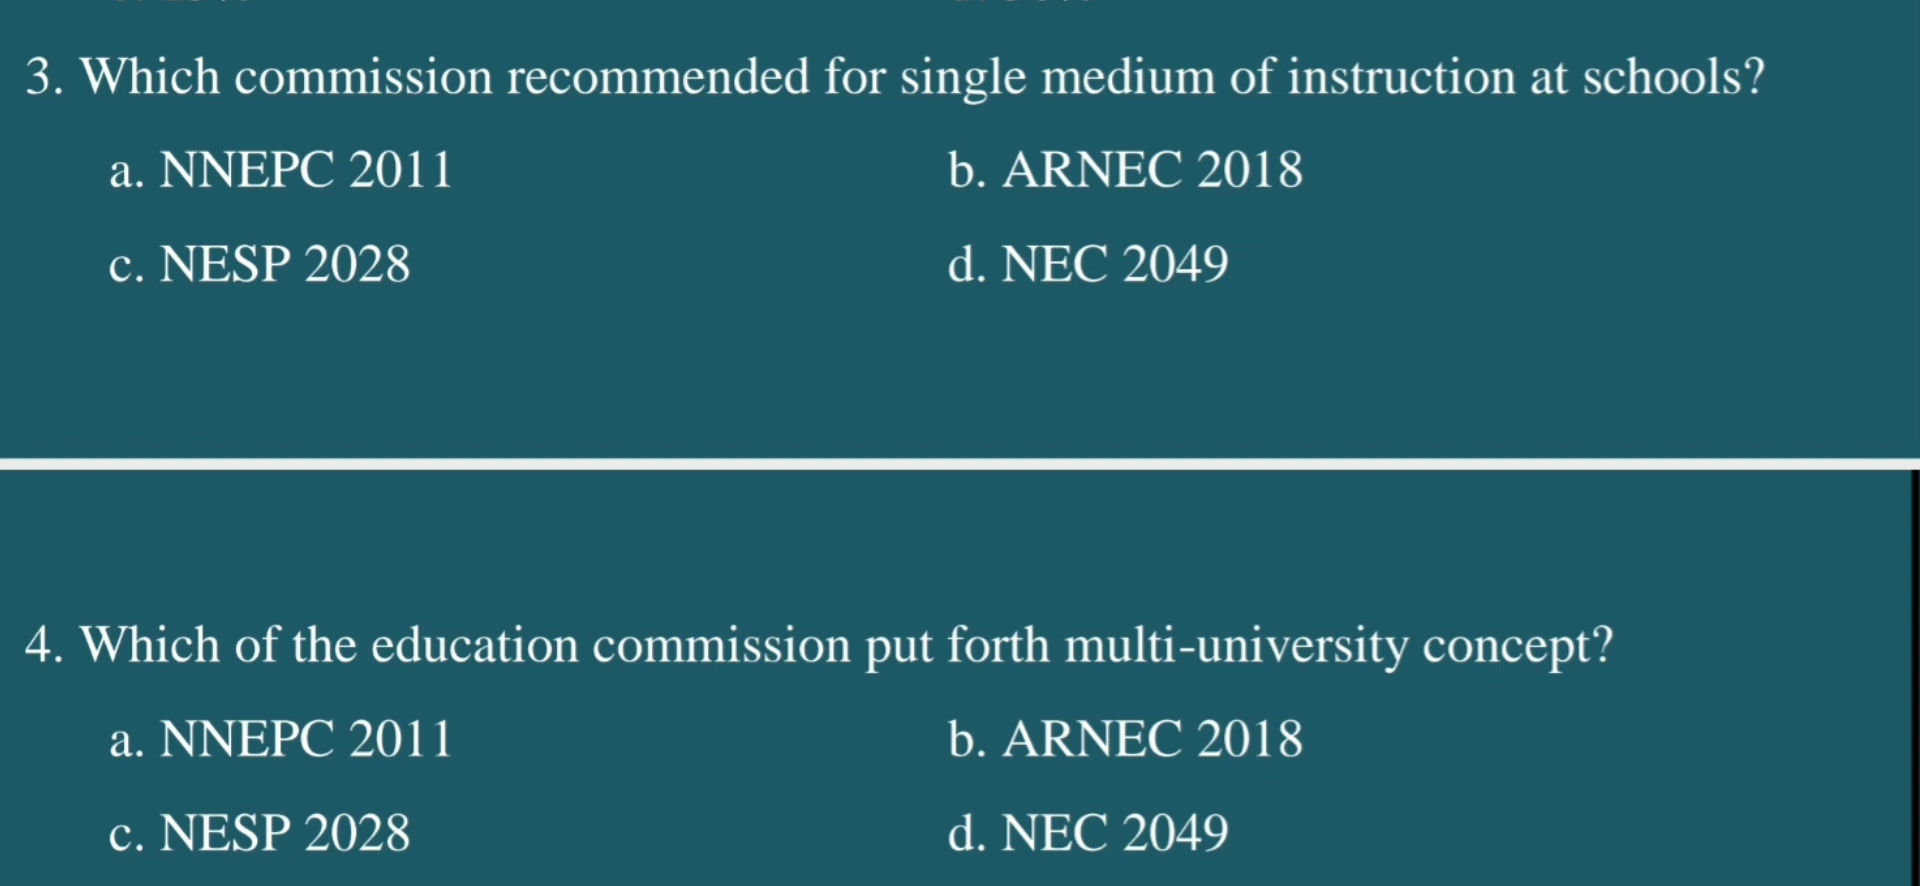 3. Which commission recommended for single medium of instruction at schools?
a. NNEPC 2011
b. ARNEC 2018
c. NESP 2028
d. NEC 2049
4. Which of the education commission put forth multi-university concept?
a. NNEPC 2011
b. ARNEC 2018
c. NESP 2028
d. NEC 2049